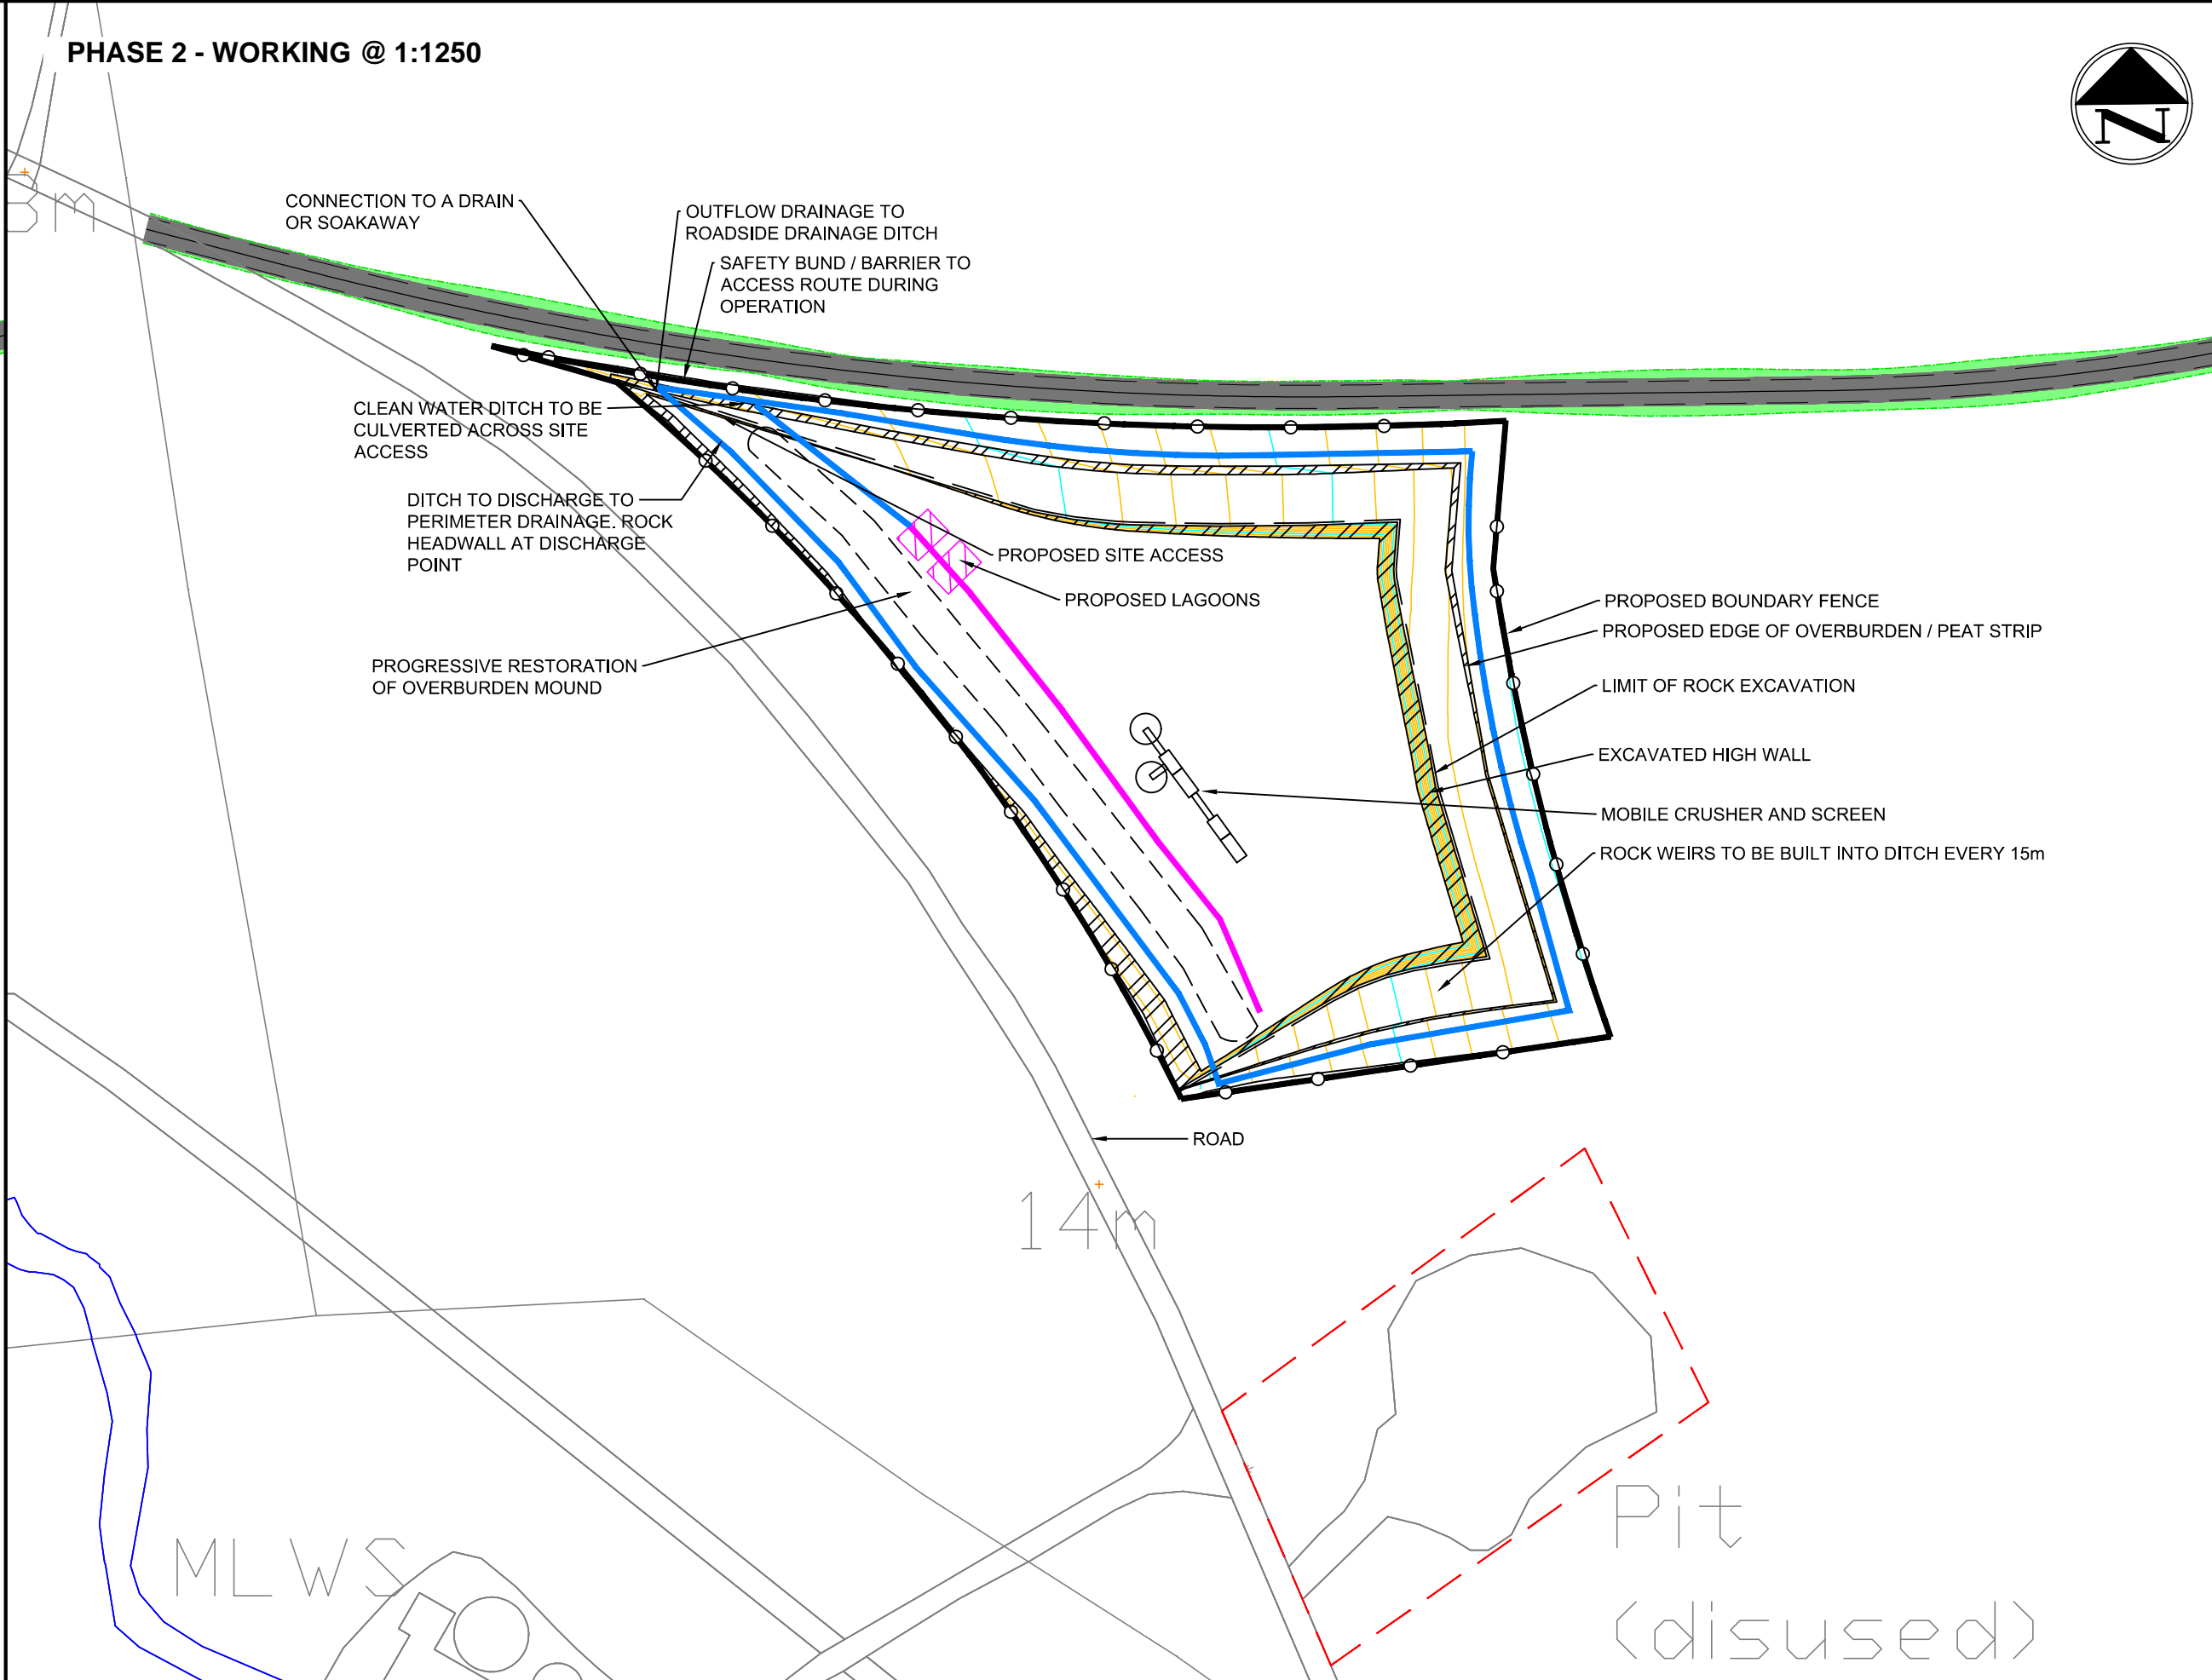 PHASE 2 - WORKING @ 1:1250
N
CONNECTION TO A DRAIN
OR SOAKAWAY
OUTFLOW DRAINAGE TO
ROADSIDE DRAINAGE DITCH
SAFETY BUND / BARRIER TO
ACCESS ROUTE DURING
OPERATION
CLEAN WATER DITCH TO BE
CULVERTED ACROSS SITE
ACCESS
DITCH TO DISCHARGE TO
PERIMETER DRAINAGE. ROCK
HEADWALL AT DISCHARGE
POINT
PROPOSED SITE ACCESS
PROPOSED LAGOONS
PROGRESSIVE RESTORATION
OF OVERBURDEN MOUND
PROPOSED BOUNDARY FENCE
PROPOSED EDGE OF OVERBURDEN / PEAT STRIP
LIMIT OF ROCK EXCAVATION
EXCAVATED HIGH WALL
MOBILE CRUSHER AND SCREEN
ROCK WEIRS TO BE BUILT INTO DITCH EVERY 15m
ROAD
14m
Pit
(disused)
MLWS